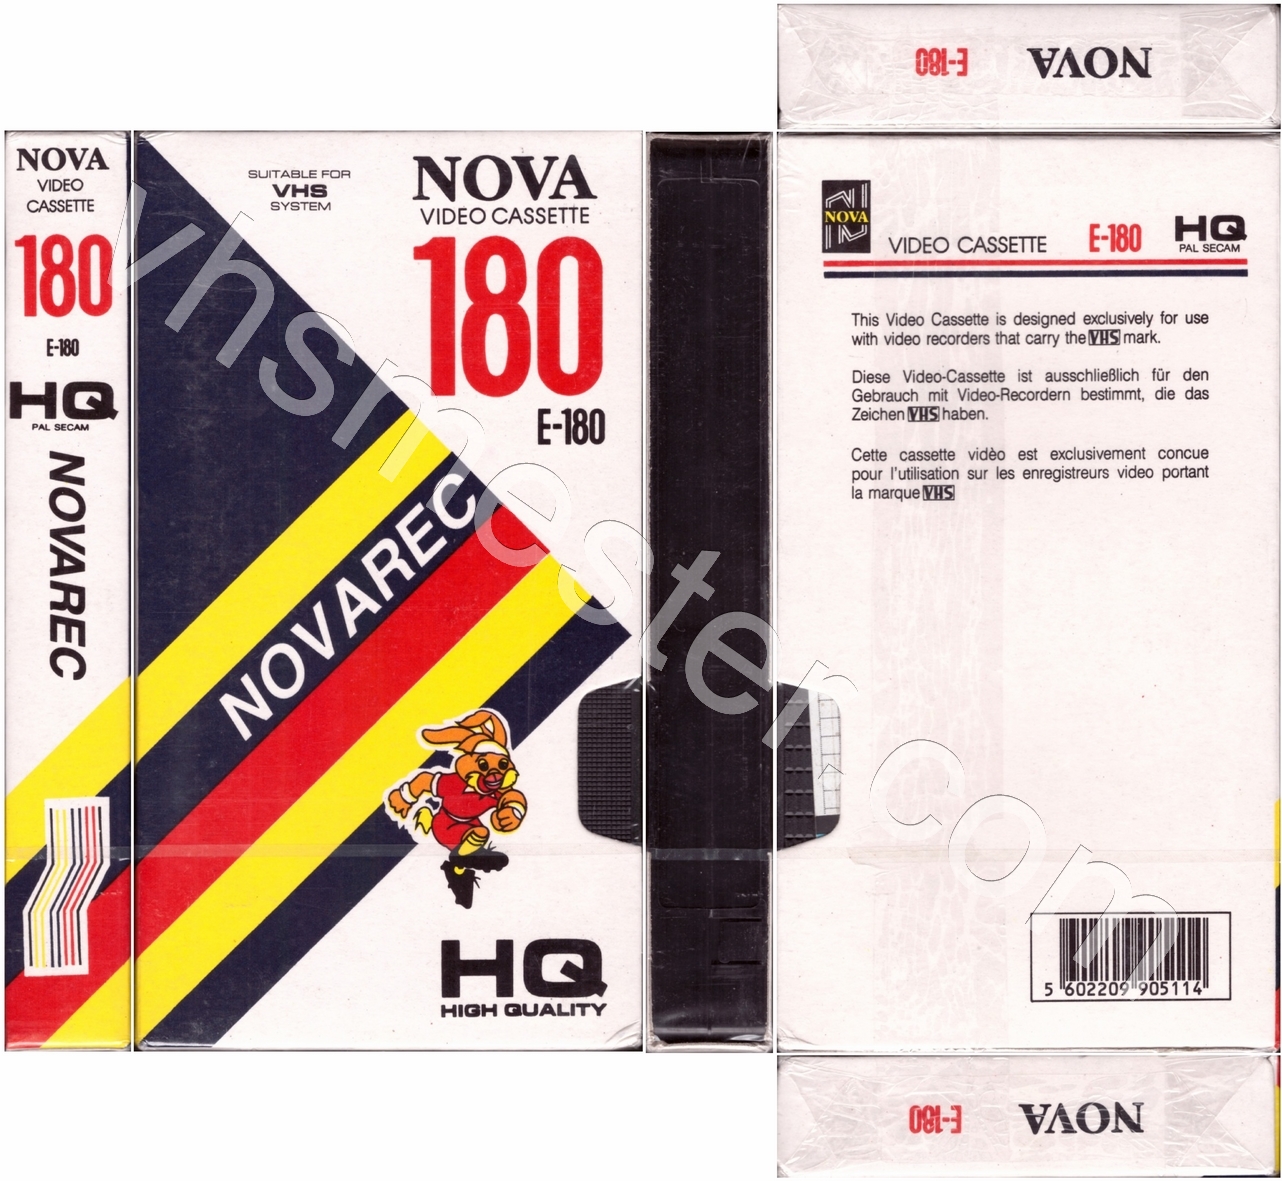 NOVA
E-180
NOVA
VIDEO
CASSETTE
180
E-180
HQ
PAL SECAM
NOVAREC
SUITABLE FOR
VHS
SYSTEM
NOVA
VIDEO CASSETTE
180
E-180
NOVAREC
HQ
HIGH QUALITY
NOVA
VIDEO CASSETTE
E-180
HQ
PAL SECAM
This Video Cassette is designed exclusively for use
with video recorders that carry the VHS mark.
Diese Video-Cassette ist ausschließlich für den
Gebrauch mit Video-Recordern bestimmt, die das
Zeichen VHS haben.
Cette cassette vidèo est exclusivement concue
pour l'utilisation sur les enregistreurs video portant
la marque VHS
5 602209 905114
NOVA
E-180
vhsmester.com